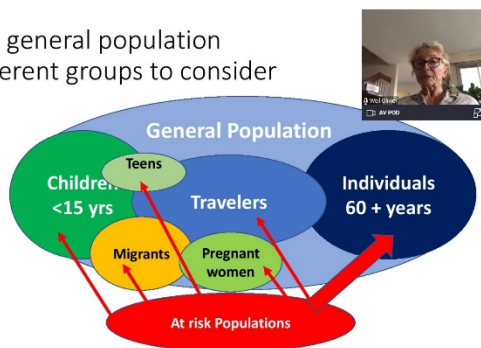 general population
erent groups to consider
AV POD
General Population
Teens
Children
<15 yrs
Travelers
Individuals
60 + years
Migrants
Pregnant
women
At risk Populations